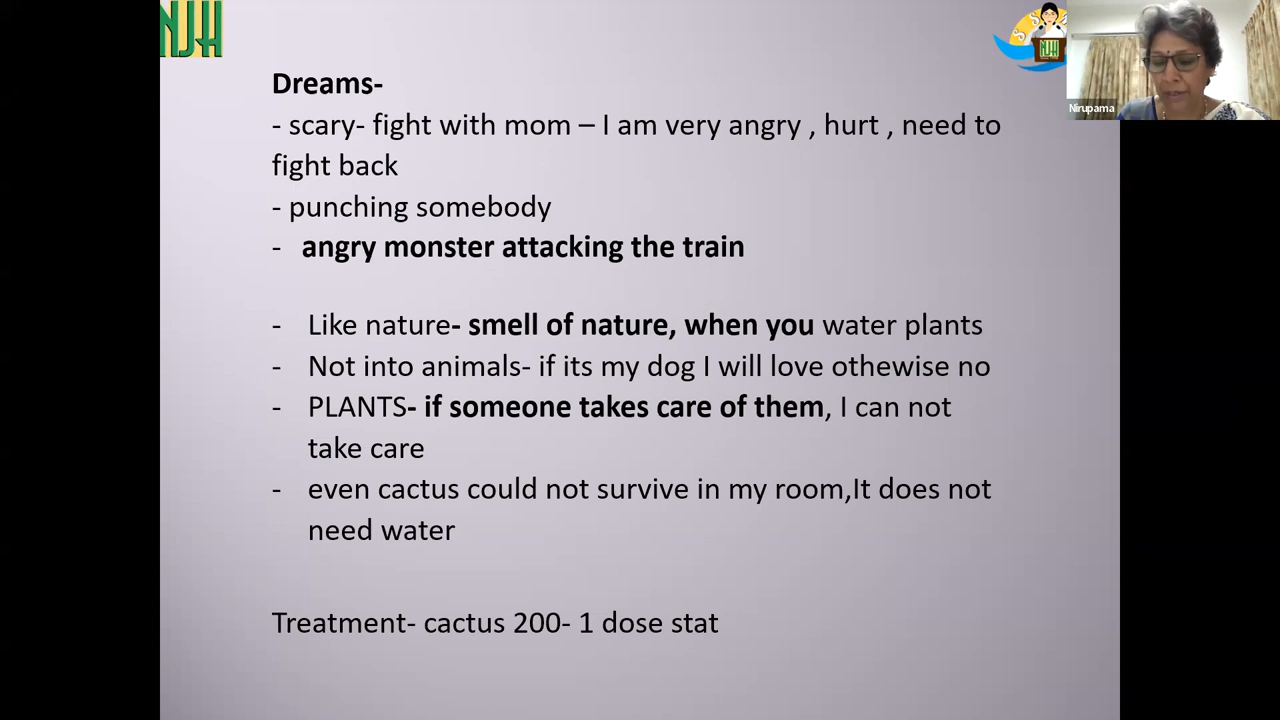 NJH
S S
NJH
Nirupama
Dreams-
- scary- fight with mom – I am very angry , hurt , need to
fight back
- punching somebody
- angry monster attacking the train
- Like nature- smell of nature, when you water plants
- Not into animals- if its my dog I will love othewise no
- PLANTS- if someone takes care of them, I can not
take care
- even cactus could not survive in my room,It does not
need water
Treatment- cactus 200- 1 dose stat